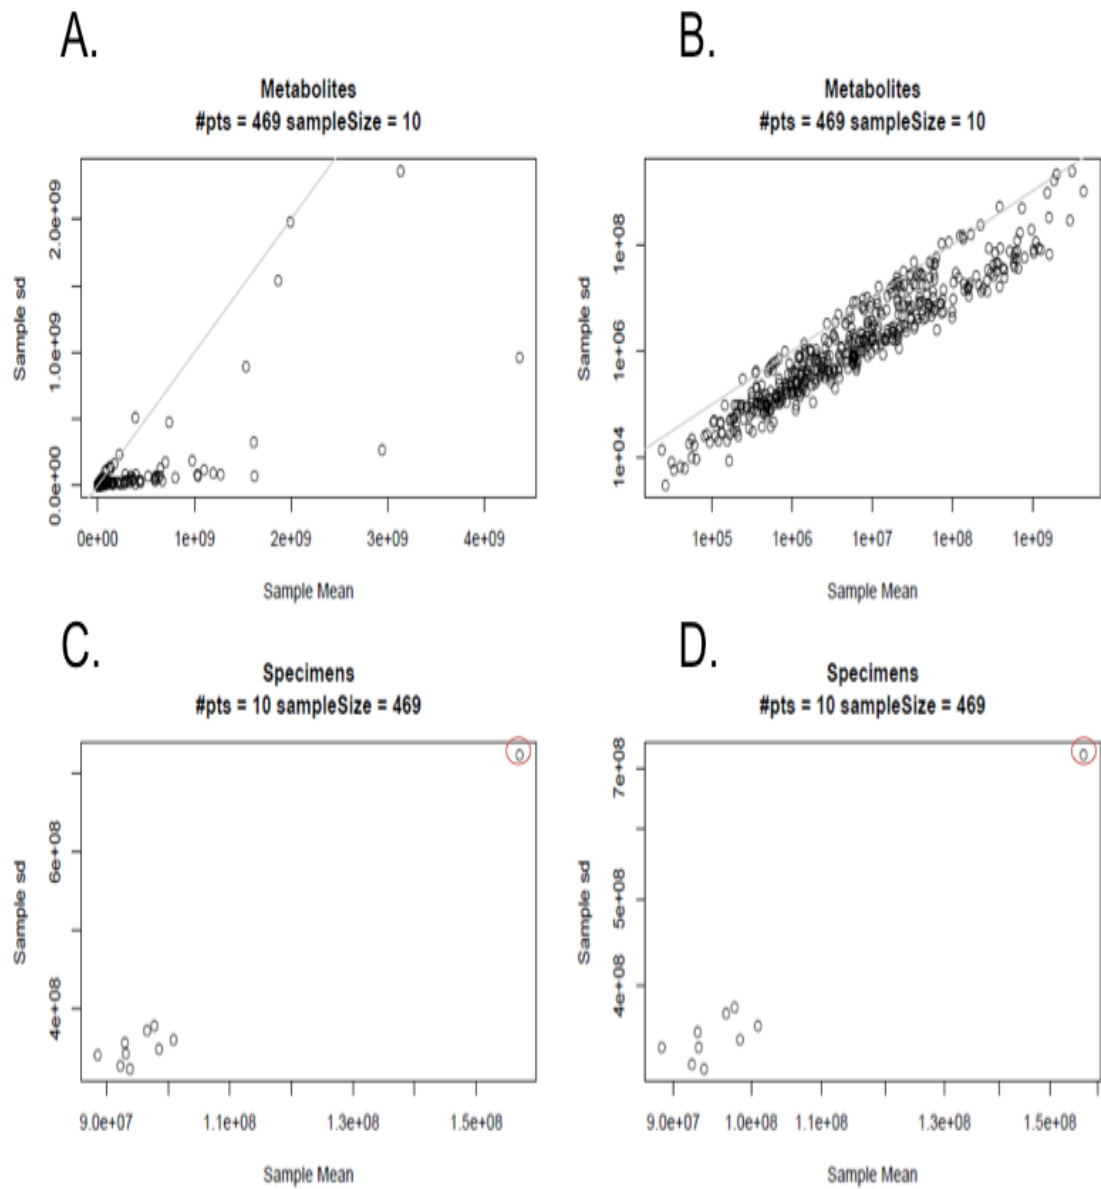 A.
Metabolites
#pts = 469 sampleSize = 10
Sample sd
0.0e+00 1.0e+09 2.0e+09
0e+00 1e+09 2e+09 3e+09 4e+09
Sample Mean
B.
Metabolites
#pts = 469 sampleSize = 10
Sample sd
1e+04 1e+06 1e+08
1e+05 1e+06 1e+07 1e+08 1e+09
Sample Mean
C.
Specimens
#pts = 10 sampleSize = 469
Sample sd
4e+08 6e+08
9.0e+07 1.1e+08 1.3e+08 1.5e+08
Sample Mean
D.
Specimens
#pts = 10 sampleSize = 469
Sample sd
4e+08 5e+08 7e+08
9.0e+07 1.0e+08 1.1e+08 1.3e+08 1.5e+08
Sample Mean